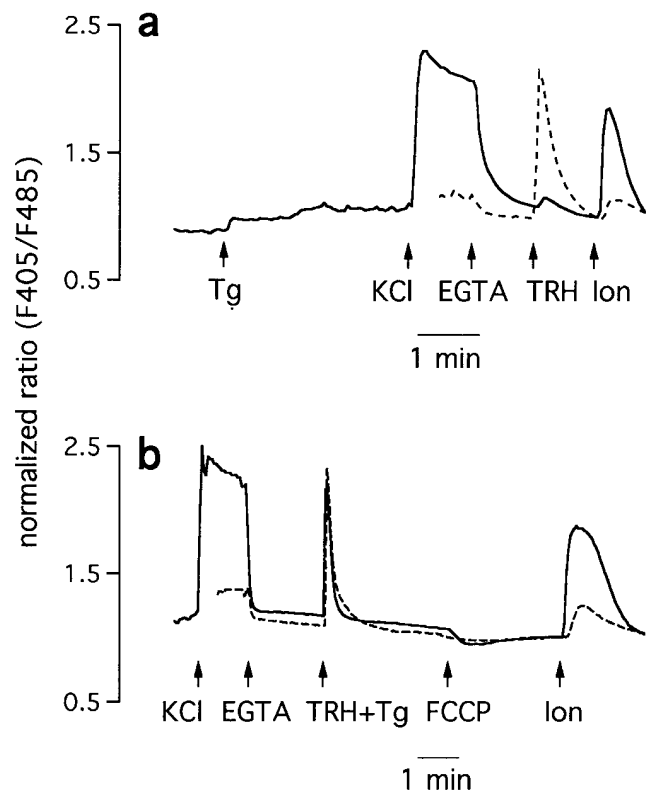 a
2.5
1.5
0.5
Tg
KCl EGTA TRH Ion
1 min
normalized ratio (F405/F485)
b
2.5
1.5
0.5
KCl EGTA TRH+Tg FCCP Ion
1 min